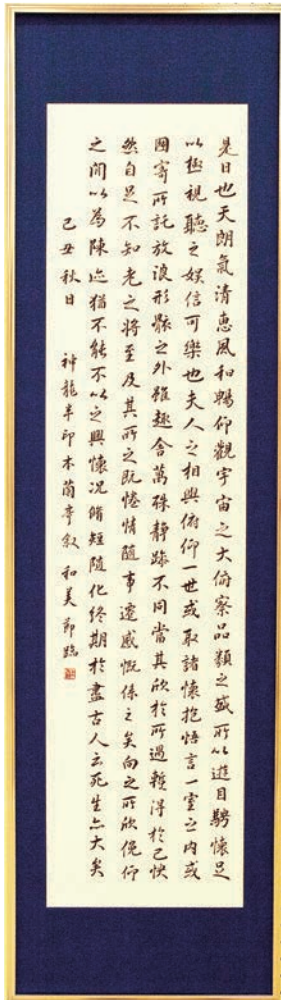 是日也天朗氣清惠風和暢仰觀宇宙之大俯察品類之盛所以遊目騁懷足
以極視聽之娛信可樂也夫人之相與俯仰一世或取諸懷抱悟言一室之內或
因寄所託放浪形骸之外雖趣舍萬殊靜躁不同當其欣於所遇暫得於己怏
然自足不知老之將至及其所之既惓情隨事遷感慨係之矣向之所欣俛仰
之間以為陳迹猶不能不以之興懷況脩短隨化終期於盡古人云死生亦大矣
己丑秋日 神龍半印本蘭亭叙 和美節臨